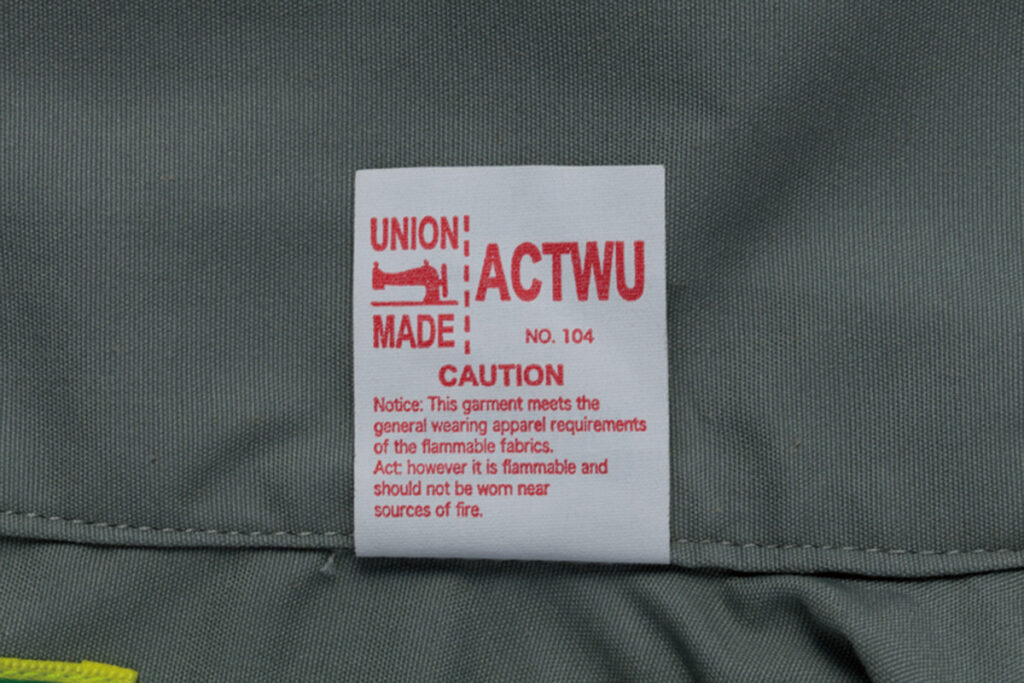 UNION
MADE
ACTWU
NO. 104
CAUTION
Notice: This garment meets the
general wearing apparel requirements
of the flammable fabrics.
Act: however it is flammable and
should not be worn near
sources of fire.